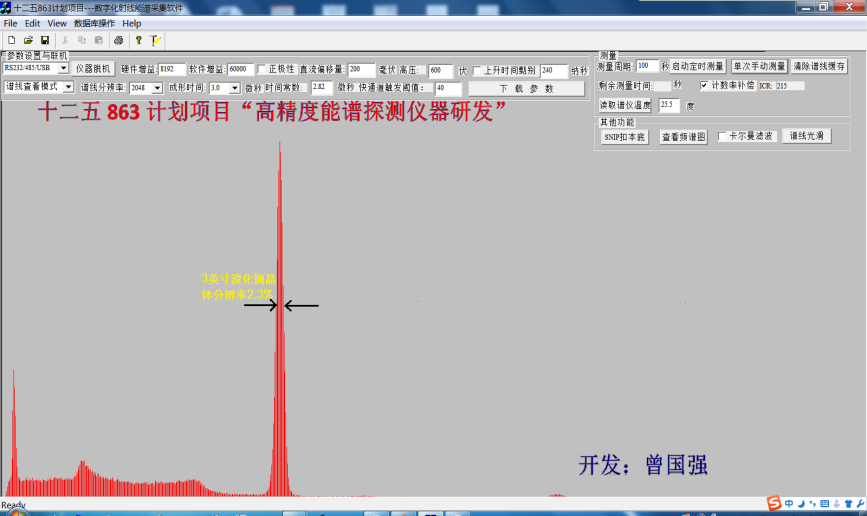 十二五863计划项目---数字化射线能谱采集软件
File Edit View 数据库操作 Help
参数设置与联机
RS232/485/USB 仪器脱机 硬件增益: 8192 软件增益: 60000 正极性 直流偏移量: 200 毫伏 高压: 600 伏 上升时间甄别 240 纳秒
谱线查看模式 谱线分辨率: 2048 成形时间: 3.0 微秒 时间常数: 2.82 微秒 快通道触发阈值: 40 下 载 参 数
测量
测量周期: 100 秒 启动定时测量 单次手动测量 清除谱线缓存
剩余测量时间: 秒 计数率补偿 ICR: 215
读取谱仪温度 25.5 度
其他功能
SNIP扣本底 查看频谱图 卡尔曼滤波 谱线光滑
十二五 863 计划项目“高精度能谱探测仪器研发”
3英寸溴化镧晶
体分辨率2.3%
开发：曾国强
Ready
中